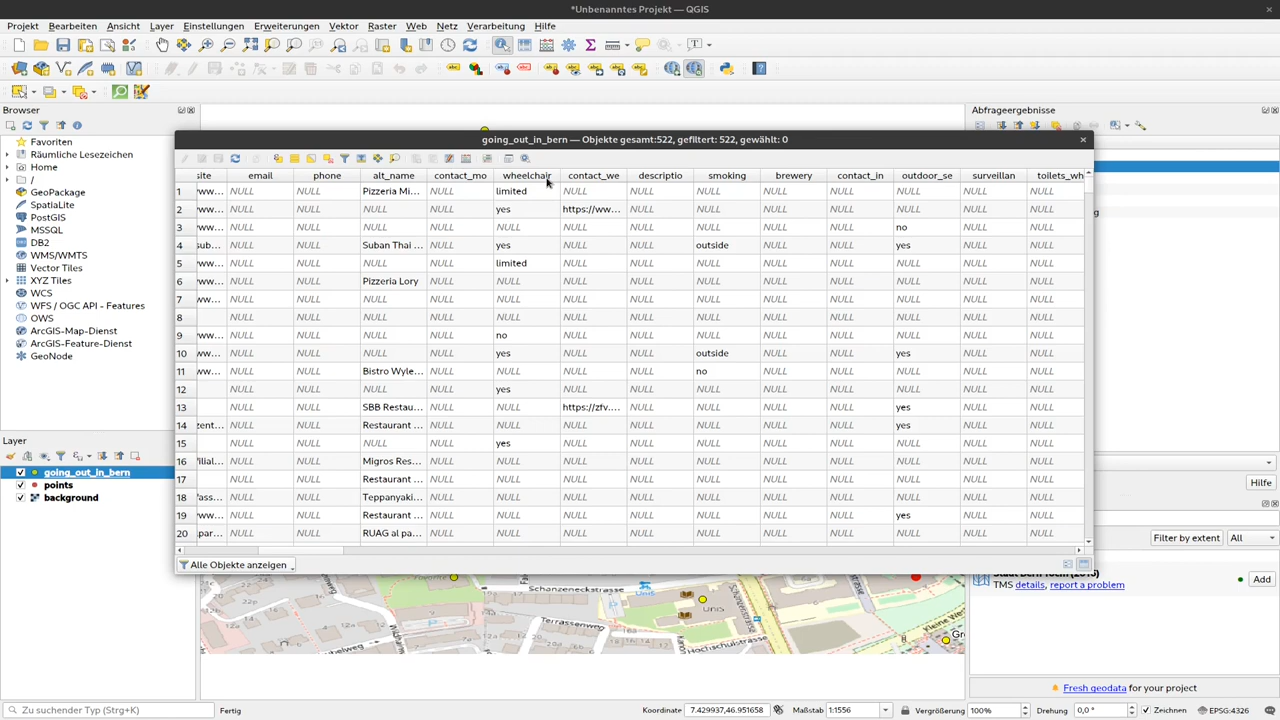 *Unbenanntes Projekt — QGIS
Projekt Bearbeiten Ansicht Layer Einstellungen Erweiterungen Vektor Raster Web Netz Verarbeitung Hilfe
Browser
Favoriten
Räumliche Lesezeichen
Home
/
GeoPackage
SpatiaLite
PostGIS
MSSQL
DB2
WMS/WMTS
Vector Tiles
XYZ Tiles
WCS
WFS / OGC API - Features
OWS
ArcGIS-Map-Dienst
ArcGIS-Feature-Dienst
GeoNode
Layer
going_out_in_bern
points
background
going_out_in_bern — Objekte gesamt:522, gefiltert: 522, gewählt: 0
site email phone alt_name contact_mo wheelchair contact_we descriptio smoking brewery contact_in outdoor_se surveillan toilets_wh
1 /ww... NULL NULL Pizzeria Mi... NULL limited NULL NULL NULL NULL NULL NULL NULL NULL
2 /ww... NULL NULL NULL NULL yes https://ww... NULL NULL NULL NULL NULL NULL NULL
3 /ww... NULL NULL NULL NULL NULL NULL NULL NULL NULL NULL no NULL NULL
4 sub... NULL NULL Suban Thai ... NULL yes NULL NULL outside NULL NULL yes NULL NULL
5 /ww... NULL NULL NULL NULL limited NULL NULL NULL NULL NULL NULL NULL NULL
6 /ww... NULL NULL Pizzeria Lory NULL NULL NULL NULL NULL NULL NULL NULL NULL NULL
7 /ww... NULL NULL NULL NULL NULL NULL NULL NULL NULL NULL NULL NULL NULL
8 NULL NULL NULL NULL NULL NULL NULL NULL NULL NULL NULL NULL NULL
9 /ww... NULL NULL NULL NULL no NULL NULL NULL NULL NULL NULL NULL NULL
10 /ww... NULL NULL NULL NULL yes NULL NULL outside NULL NULL yes NULL NULL
11 ww... NULL NULL Bistro Wyle... NULL NULL NULL NULL no NULL NULL NULL NULL NULL
12 NULL NULL NULL NULL yes NULL NULL NULL NULL NULL NULL NULL NULL
13 NULL NULL SBB Restau... NULL NULL https://zfv.... NULL NULL NULL NULL yes NULL NULL
14 zent... NULL NULL Restaurant ... NULL NULL NULL NULL NULL NULL NULL yes NULL NULL
15 NULL NULL NULL NULL yes NULL NULL NULL NULL NULL NULL NULL NULL
16 filial... NULL NULL Migros Res... NULL NULL NULL NULL NULL NULL NULL NULL NULL NULL
17 NULL NULL Restaurant ... NULL NULL NULL NULL NULL NULL NULL NULL NULL NULL
18 /ass... NULL NULL Teppanyaki... NULL NULL NULL NULL NULL NULL NULL NULL NULL NULL
19 /ww... NULL NULL Restaurant ... NULL NULL NULL NULL NULL NULL NULL yes NULL NULL
20 par... NULL NULL RUAG al pa... NULL NULL NULL NULL NULL NULL NULL NULL NULL NULL
Alle Objekte anzeigen
Abfrageergebnisse
Hilfe
Filter by extent All
TMS details, report a problem
Add
Fresh geodata for your project
Schanzeneckstrasse
UniS
Terrassenweg
Hochschulstrasse
Kleine
Gr
Zu suchender Typ (Strg+K) Fertig Koordinate 7.429937,46.951658 Maßstab 1:1556 Vergrößerung 100% Drehung 0,0 ° Zeichnen EPSG:4326